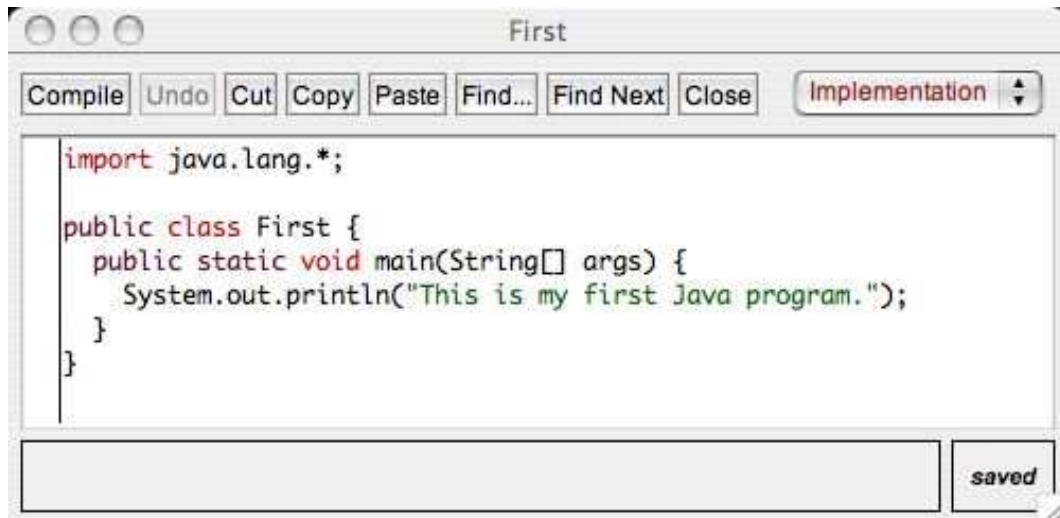 First
Compile Undo Cut Copy Paste Find... Find Next Close Implementation
import java.lang.*;
public class First {
public static void main(String[] args) {
System.out.println("This is my first Java program.");
}
}
saved